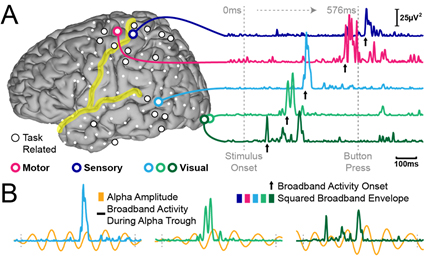 A
0ms
576ms
25µV²
Task
Related
Motor
Sensory
Visual
Stimulus
Onset
Button
Press
100ms
B
Alpha Amplitude
Broadband Activity
During Alpha Trough
Broadband Activity Onset
Squared Broadband Envelope